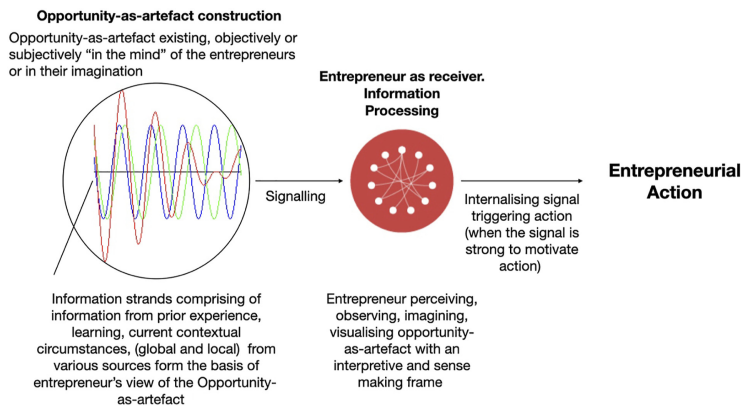 Opportunity-as-artefact construction
Opportunity-as-artefact existing, objectively or
subjectively “in the mind” of the entrepreneurs
or in their imagination
Entrepreneur as receiver.
Information
Processing
Signalling
Internalising signal
triggering action
(when the signal is
strong to motivate
action)
Entrepreneurial
Action
Information strands comprising of
information from prior experience,
learning, current contextual
circumstances, (global and local) from
various sources form the basis of
entrepreneur’s view of the Opportunity-
as-artefact
Entrepreneur perceiving,
observing, imagining,
visualising opportunity-
as-artefact with an
interpretive and sense
making frame